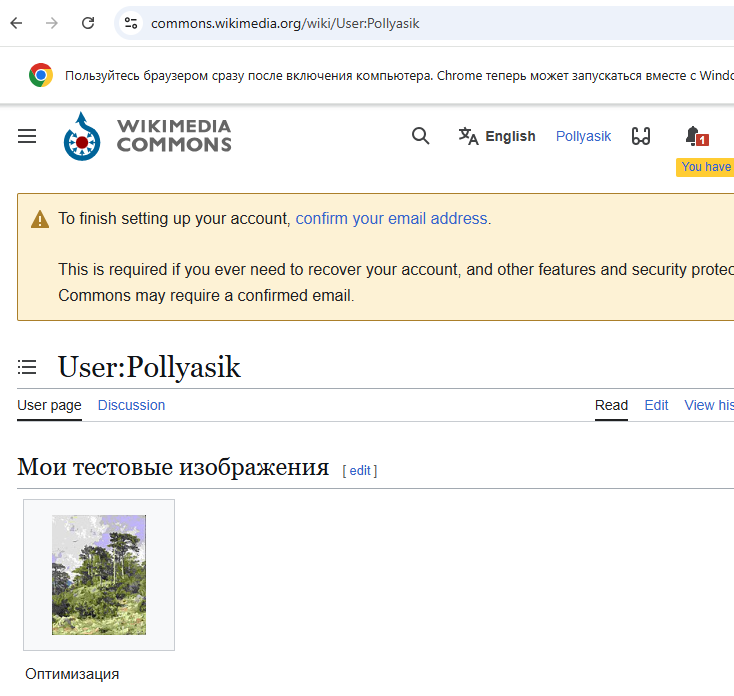 commons.wikimedia.org/wiki/User:Pollyasik
Пользуйтесь браузером сразу после включения компьютера. Chrome теперь может запускаться вместе с Windo
WIKIMEDIA
COMMONS
English
Pollyasik
1
You have
To finish setting up your account, confirm your email address.
This is required if you ever need to recover your account, and other features and security protec
Commons may require a confirmed email.
User:Pollyasik
User page Discussion Read Edit View his
Мои тестовые изображения [ edit ]
Оптимизация